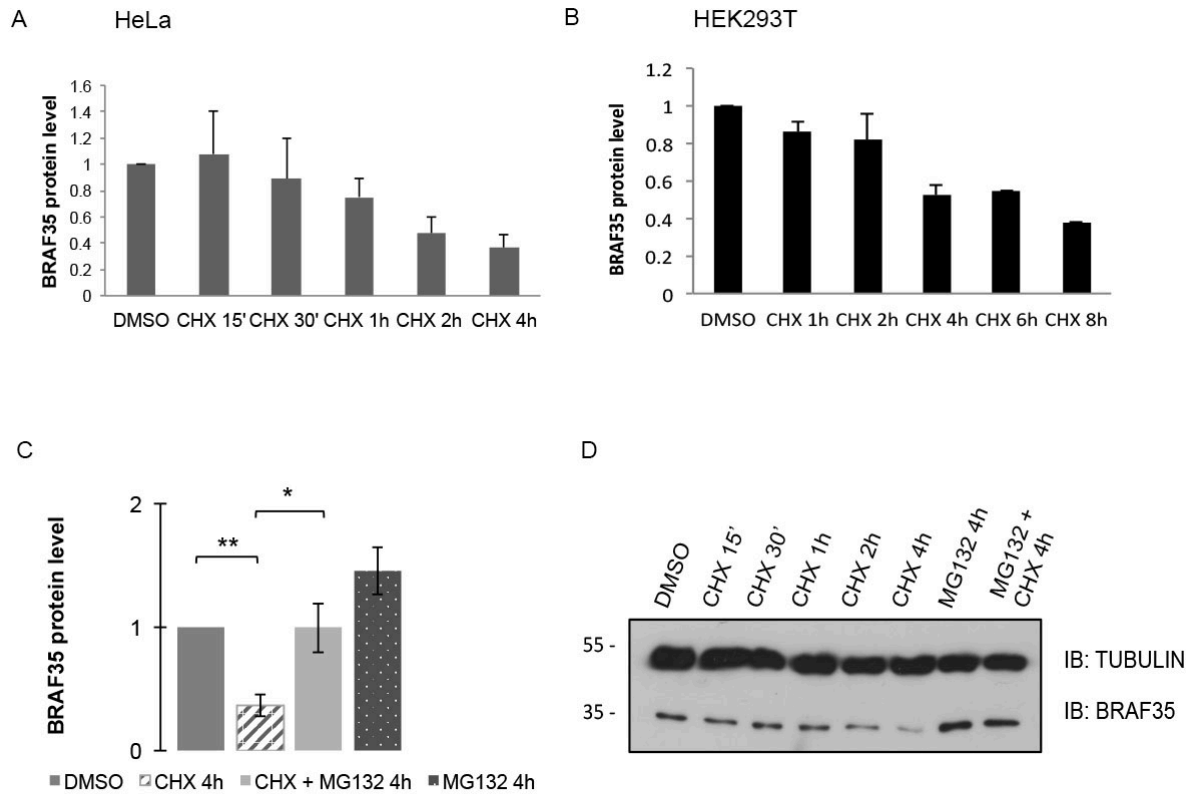 A
HeLa
BRAF35 protein level
1.6
1.4
1.2
1
0.8
0.6
0.4
0.2
0
DMSO CHX 15' CHX 30' CHX 1h CHX 2h CHX 4h
B
HEK293T
BRAF35 protein level
1.2
1
0.8
0.6
0.4
0.2
0
DMSO CHX 1h CHX 2h CHX 4h CHX 6h CHX 8h
C
BRAF35 protein level
2
1
0
**
*
DMSO CHX 4h CHX + MG132 4h MG132 4h
D
DMSO
CHX 15'
CHX 30'
CHX 1h
CHX 2h
CHX 4h
MG132 4h
MG132 +
CHX 4h
55 -
35 -
IB: TUBULIN
IB: BRAF35